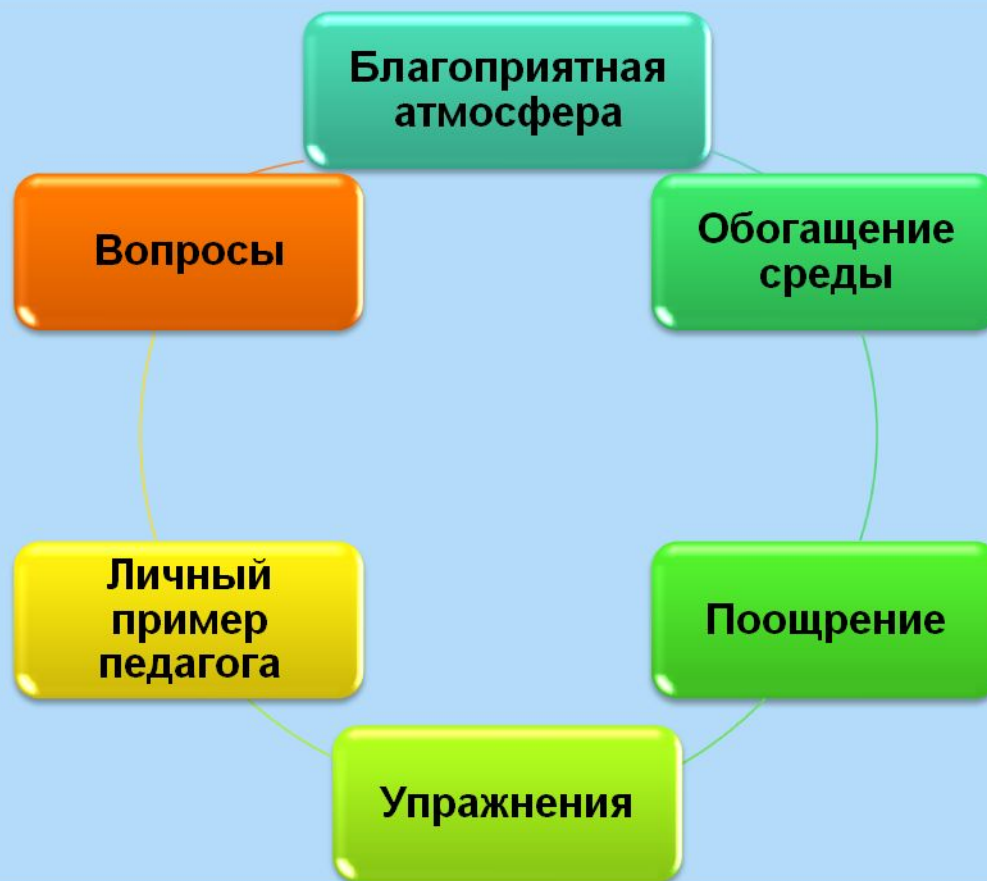 Благоприятная
атмосфера
Обогащение
среды
Поощрение
Упражнения
Личный
пример
педагога
Вопросы